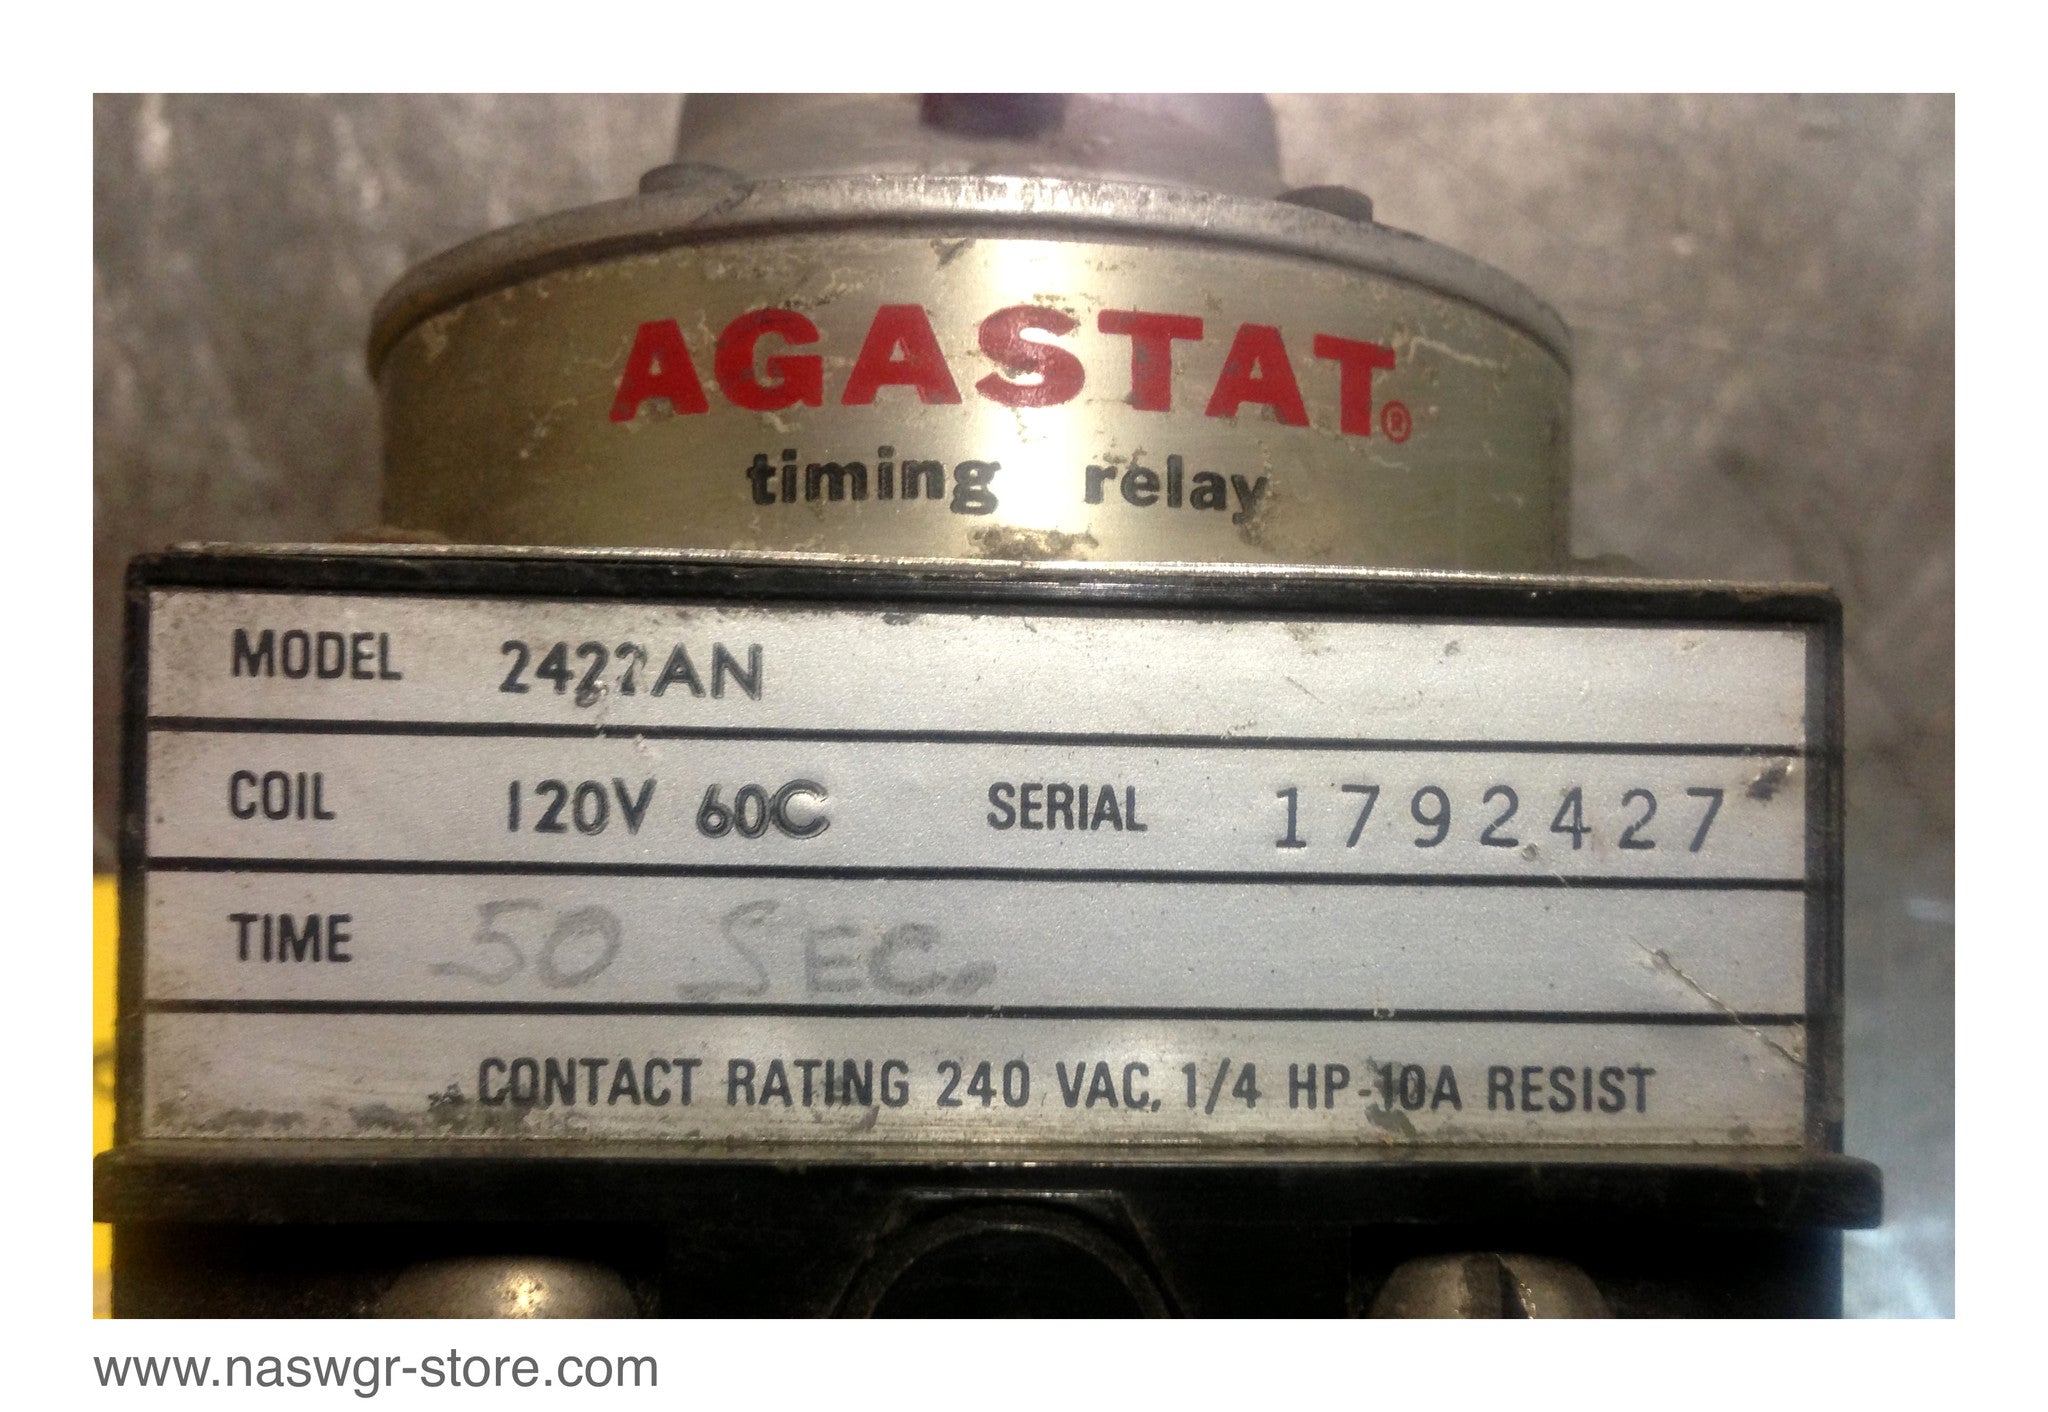 AGASTAT®
timing relay
MODEL 2427AN
COIL 120V 60C SERIAL 1792427
TIME 50 SEC.
CONTACT RATING 240 VAC, 1/4 HP-10A RESIST
www.naswgr-store.com